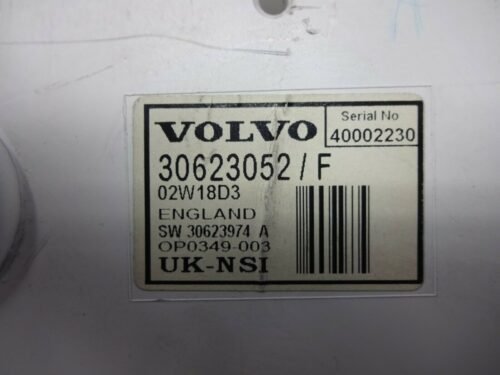 VOLVO
Serial No
40002230
30623052 / F
02W18D3
ENGLAND
SW 30623974 A
OP0349-003
UK-NSI